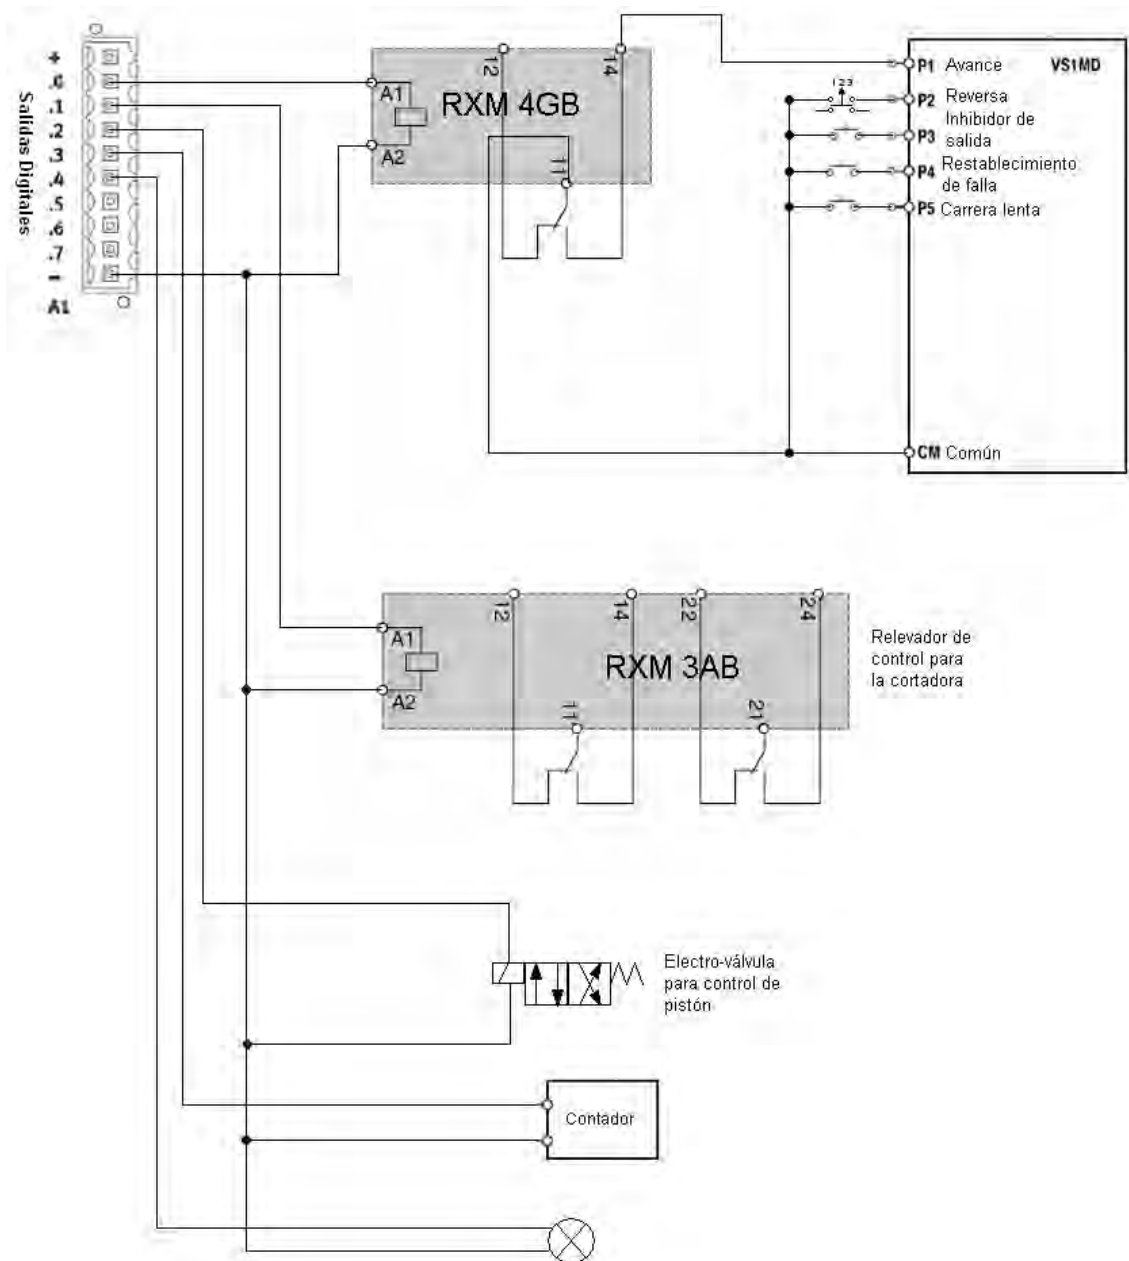 Salidas Digitales
+
.0
.1
.2
.3
.4
.5
.6
.7
-
A1
A1
A2
12
14
RXM 4GB
11
P1 Avance
VS1MD
1 2 3
P2 Reversa
Inhibidor de
P3 salida
P4 Restablecimiento
de falla
P5 Carrera lenta
CM Común
A1
A2
12
14
22
24
RXM 3AB
11
21
Relevador de
control para
la cortadora
Electro-válvula
para control de
pistón
Contador